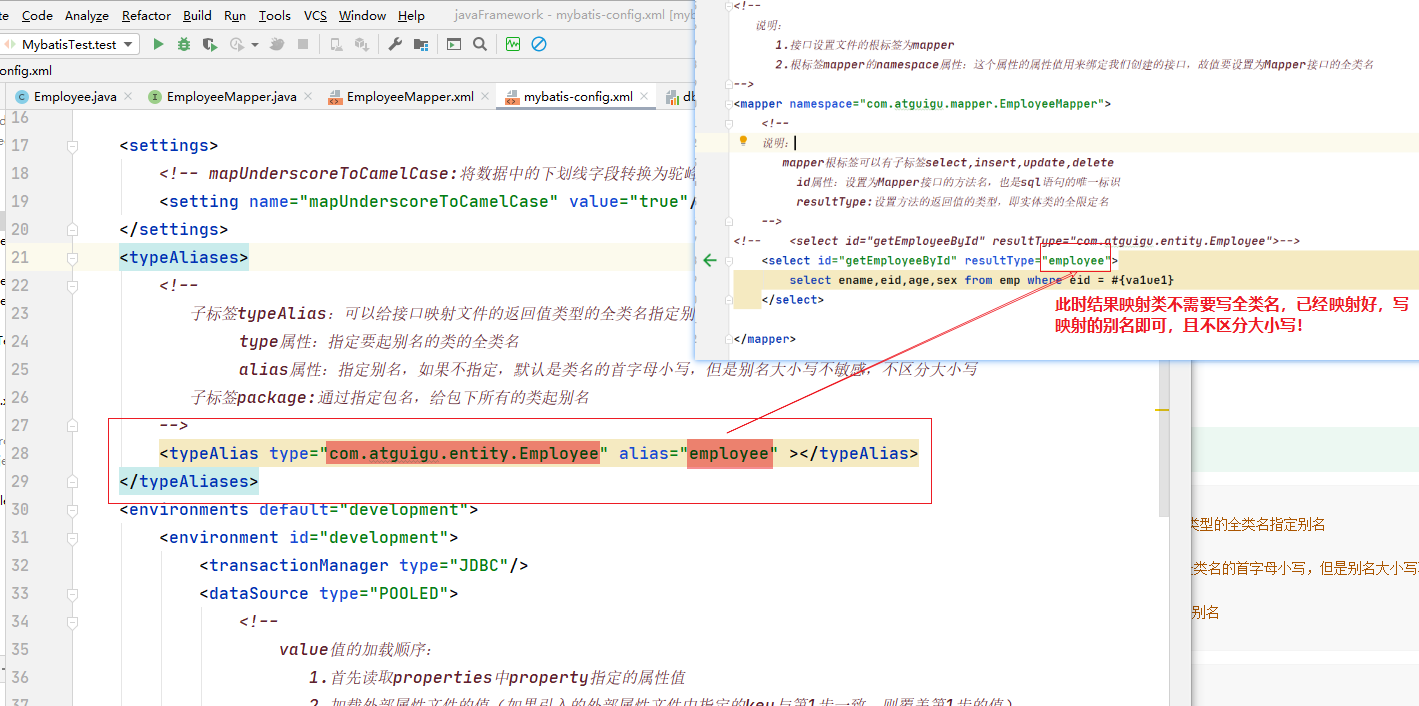 Code Analyze Refactor Build Run Tools VCS Window Help javaFramework - mybatis-config.xml [myb
MybatisTest.test
onfig.xml
Employee.java EmployeeMapper.java EmployeeMapper.xml mybatis-config.xml db
16
17 <settings>
18 <!-- mapUnderscoreToCamelCase:将数据中的下划线字段转换为驼峰
19 <setting name="mapUnderscoreToCamelCase" value="true"/
20 </settings>
21 <typeAliases>
22 <!--
23 子标签typeAlias：可以给接口映射文件的返回值类型的全类名指定别
24 type属性：指定要起别名的类的全类名
25 alias属性：指定别名，如果不指定，默认是类名的首字母小写，但是别名大小写不敏感，不区分大小写
26 子标签package:通过指定包名，给包下所有的类起别名
27 -->
28 <typeAlias type="com.atguigu.entity.Employee" alias="employee" ></typeAlias>
29 </typeAliases>
30 <environments default="development">
31 <environment id="development">
32 <transactionManager type="JDBC"/>
33 <dataSource type="POOLED">
34 <!--
35 value值的加载顺序：
36 1.首先读取properties中property指定的属性值
37 2.加载外部属性文件的值（如果引入的外部属性文件中指定的key与第1步一致，则覆盖第1步的值）
<!--
说明：
1.接口设置文件的根标签为mapper
2.根标签mapper的namespace属性：这个属性的属性值用来绑定我们创建的接口，故值要设置为Mapper接口的全类名
-->
<mapper namespace="com.atguigu.mapper.EmployeeMapper">
<!--
说明：
mapper根标签可以有子标签select,insert,update,delete
id属性：设置为Mapper接口的方法名，也是sql语句的唯一标识
resultType:设置方法的返回值的类型，即实体类的全限定名
-->
<!-- <select id="getEmployeeById" resultType="com.atguigu.entity.Employee">-->
<select id="getEmployeeById" resultType="employee">
select ename,eid,age,sex from emp where eid = #{va1ue1}
</select>
</mapper>
此时结果映射类不需要写全类名，已经映射好，写
映射的别名即可，且不区分大小写！
类型的全类名指定别名
类名的首字母小写，但是别名大小写
别名